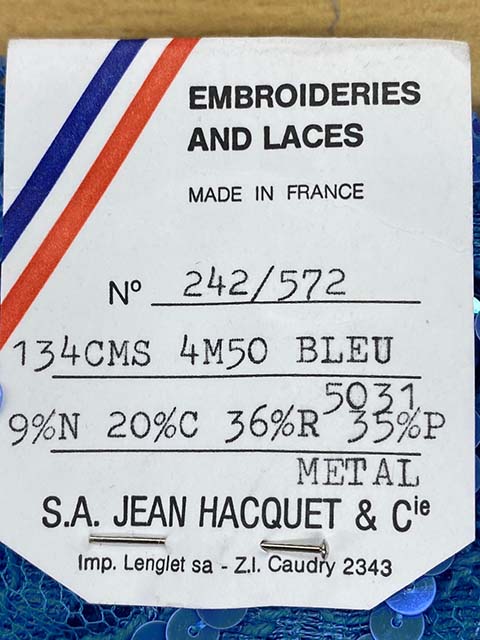 EMBROIDERIES
AND LACES
MADE IN FRANCE
Nº 242/572
134CMS 4M50 BLEU
5031
9%N 20%C 36%R 35%P
METAL
S.A. JEAN HACQUET & Cie
Imp. Lenglet sa - Z.I. Caudry 2343